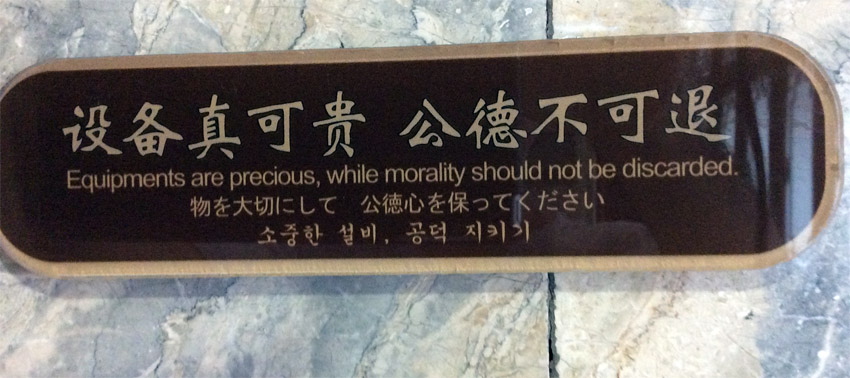 设备真可贵 公德不可退
Equipments are precious, while morality should not be discarded.
物を大切にして 公徳心を保ってください
소중한 설비, 공덕 지키기